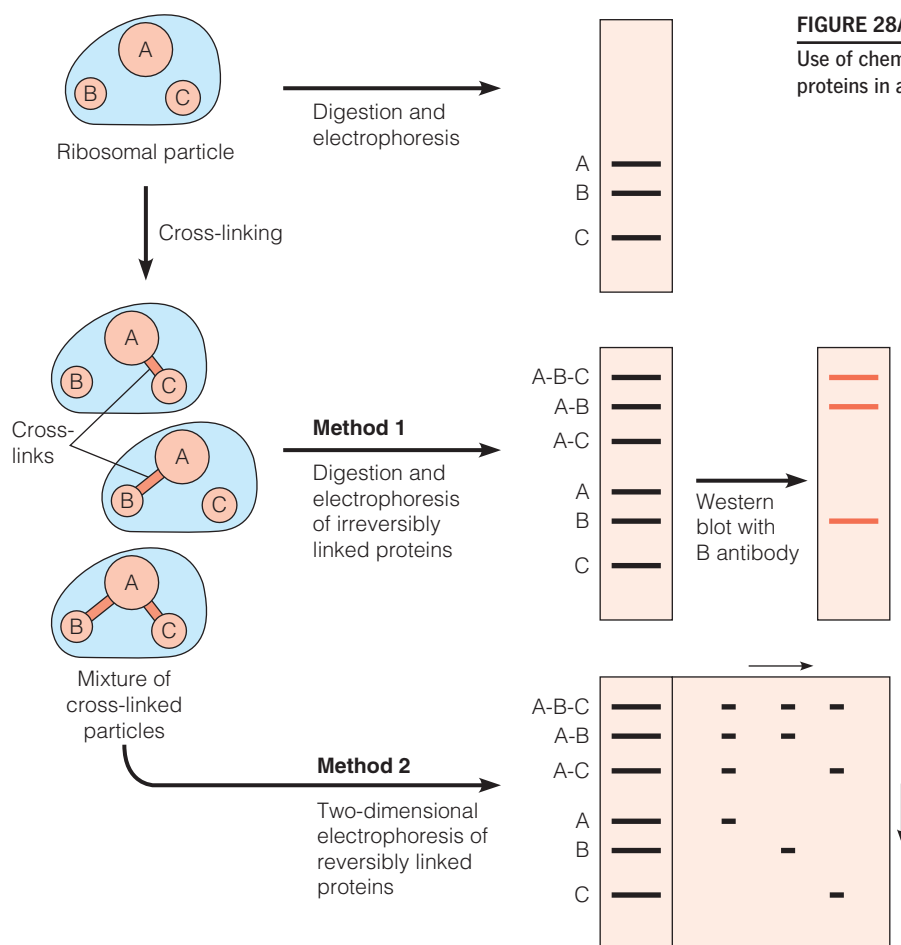 FIGURE 28A
Use of chem
proteins in a
A
B
C
Ribosomal particle
Digestion and
electrophoresis
A
B
C
Cross-linking
A
B
C
Cross-
links
A
B
C
A
B
C
Mixture of
cross-linked
particles
Method 1
Digestion and
electrophoresis
of irreversibly
linked proteins
A-B-C
A-B
A-C
A
B
C
Western
blot with
B antibody
Method 2
Two-dimensional
electrophoresis of
reversibly linked
proteins
A-B-C
A-B
A-C
A
B
C